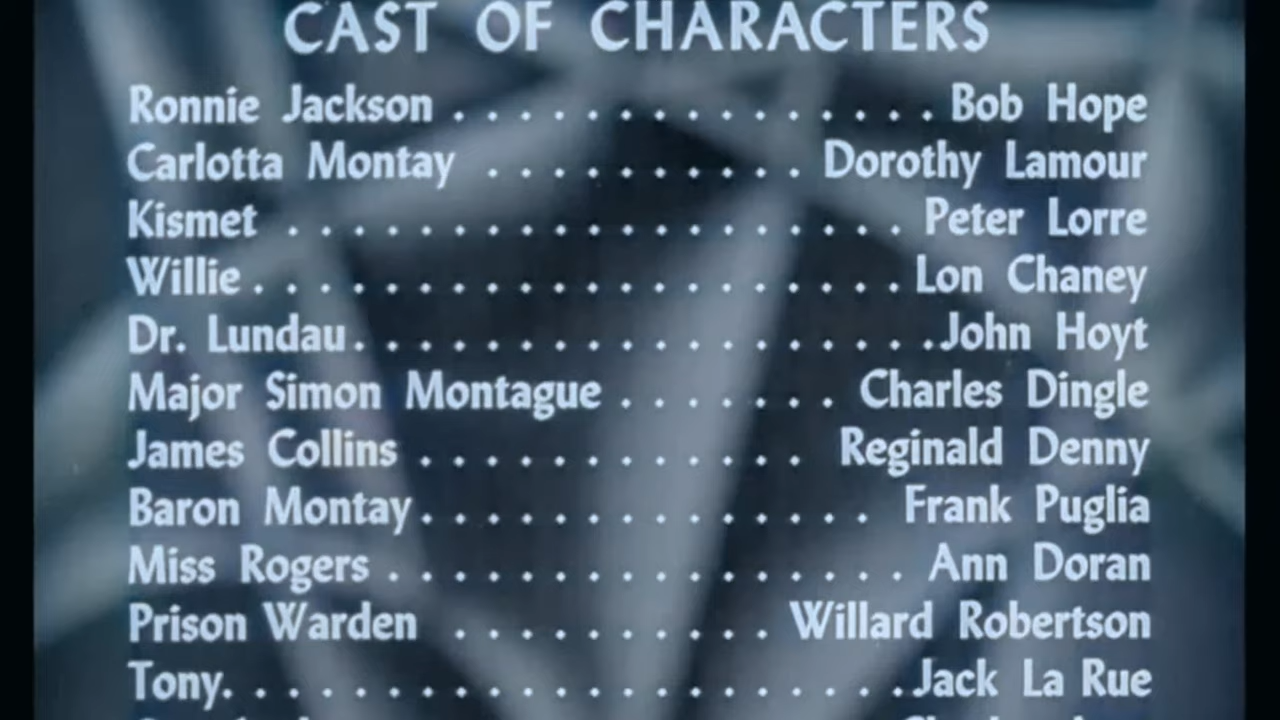 CAST OF CHARACTERS
Ronnie Jackson . . . . . . . . . . . . . . . Bob Hope
Carlotta Montay . . . . . . . . . . Dorothy Lamour
Kismet . . . . . . . . . . . . . . . . . . . Peter Lorre
Willie . . . . . . . . . . . . . . . . . . . . Lon Chaney
Dr. Lundau . . . . . . . . . . . . . . . . . . John Hoyt
Major Simon Montague . . . . . . . Charles Dingle
James Collins . . . . . . . . . . . . Reginald Denny
Baron Montay . . . . . . . . . . . . . . Frank Puglia
Miss Rogers . . . . . . . . . . . . . . . . Ann Doran
Prison Warden . . . . . . . . . . Willard Robertson
Tony . . . . . . . . . . . . . . . . . . . . . Jack La Rue